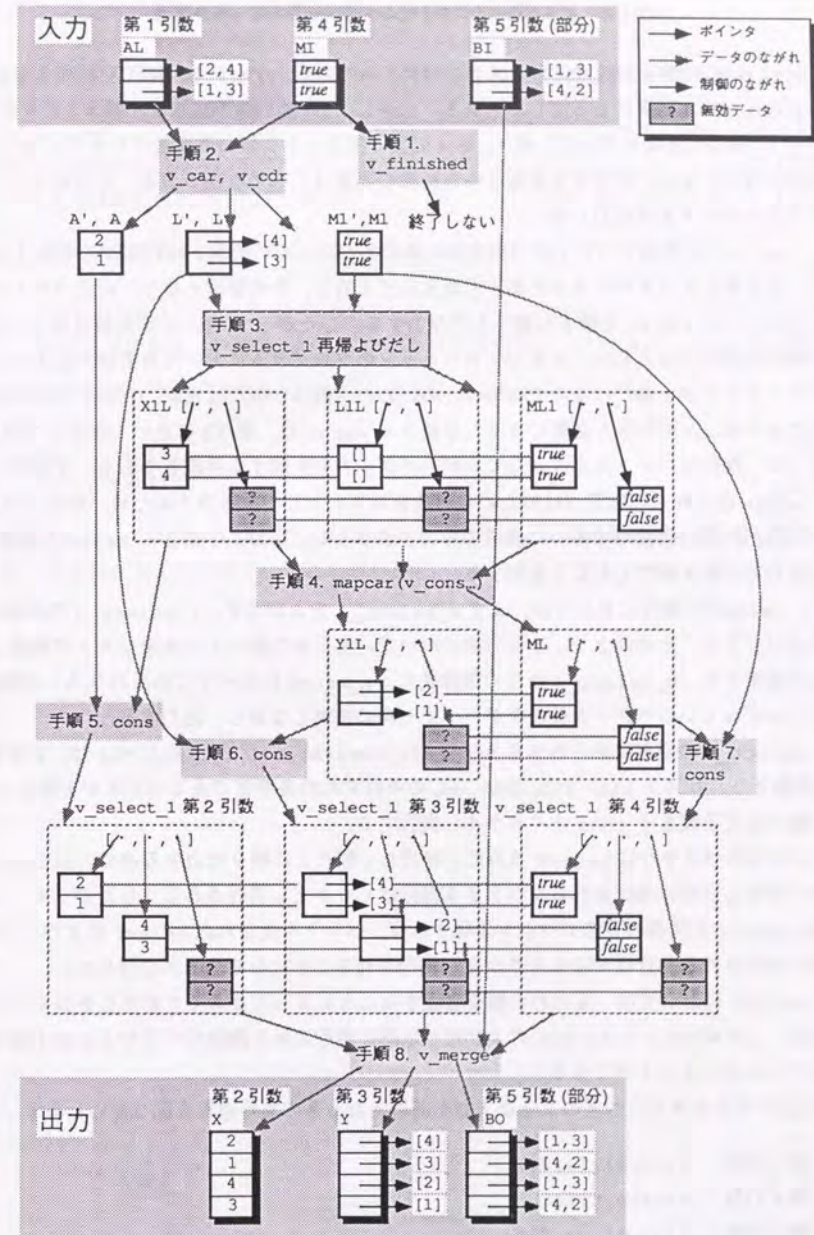 入力
第1引数 第4引数 第5引数 (部分)
AL MI BI
[2,4] true [1,3]
[1,3] true [4,2]
ポインタ
データのながれ
制御のながれ
? 無効データ
手順 2.
v_car, v_cdr
手順 1.
v_finished
終了しない
A', A L', L M1',M1
2 [4] true
1 [3] true
手順 3.
v_select_1 再帰よびだし
X1L [ , ] L1L [ , ] ML1 [ , ]
3 [] true
4 [] true
? ? false
? ? false
手順 4. mapcar(v_cons…)
Y1L [ , ] ML [ , ]
[2] true
[1] true
? false
? false
手順 5. cons
手順 6. cons
手順 7.
cons
v_select_1 第2引数 v_select_1 第3引数 v_select_1 第4引数
[ , , ] [ , , ] [ , , ]
2 [4] true
1 [3] true
4 [2] false
3 [1] false
? ? ?
? ? ?
手順 8. v_merge
出力
第2引数 第3引数 第5引数 (部分)
X Y BO
2 [4] [1,3]
1 [3] [4,2]
4 [2] [1,3]
3 [1] [4,2]